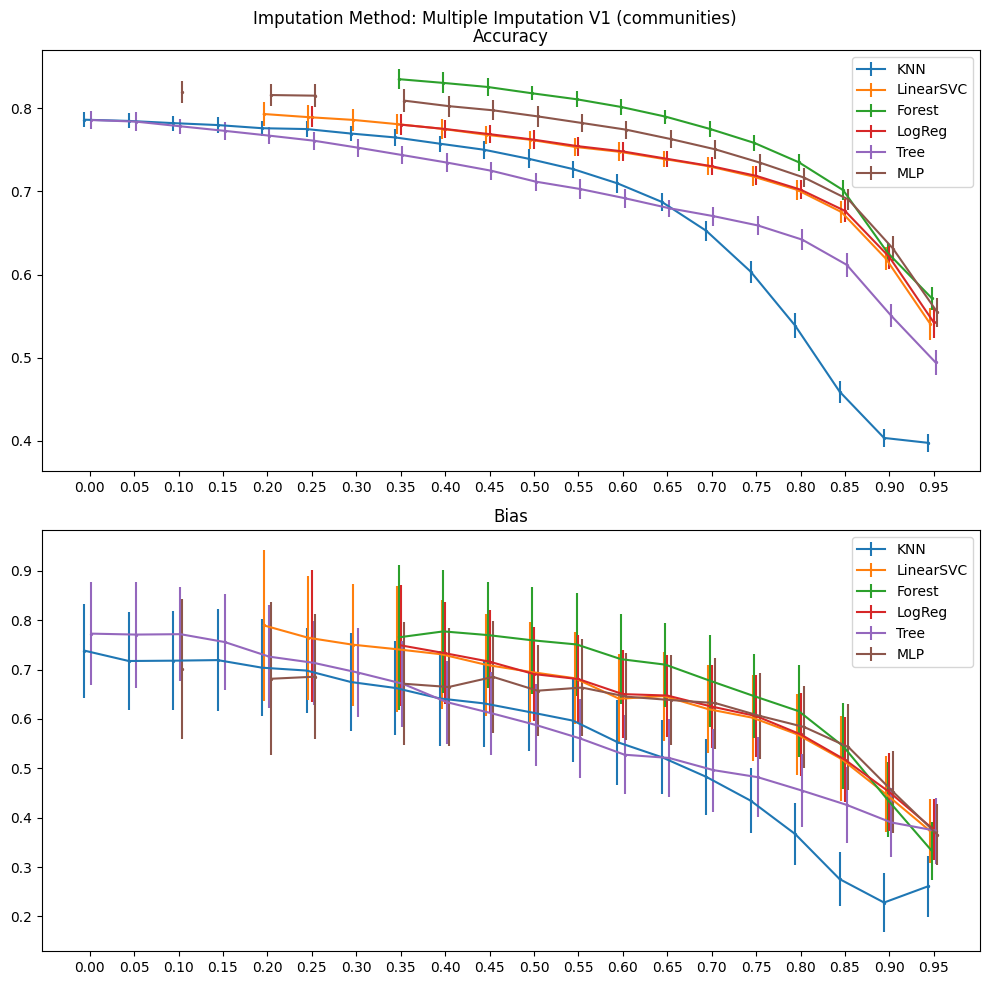 Imputation Method: Multiple Imputation V1 (communities)
Accuracy
KNN
LinearSVC
Forest
LogReg
Tree
MLP
0.8
0.7
0.6
0.5
0.4
0.00 0.05 0.10 0.15 0.20 0.25 0.30 0.35 0.40 0.45 0.50 0.55 0.60 0.65 0.70 0.75 0.80 0.85 0.90 0.95
Bias
KNN
LinearSVC
Forest
LogReg
Tree
MLP
0.9
0.8
0.7
0.6
0.5
0.4
0.3
0.2
0.00 0.05 0.10 0.15 0.20 0.25 0.30 0.35 0.40 0.45 0.50 0.55 0.60 0.65 0.70 0.75 0.80 0.85 0.90 0.95